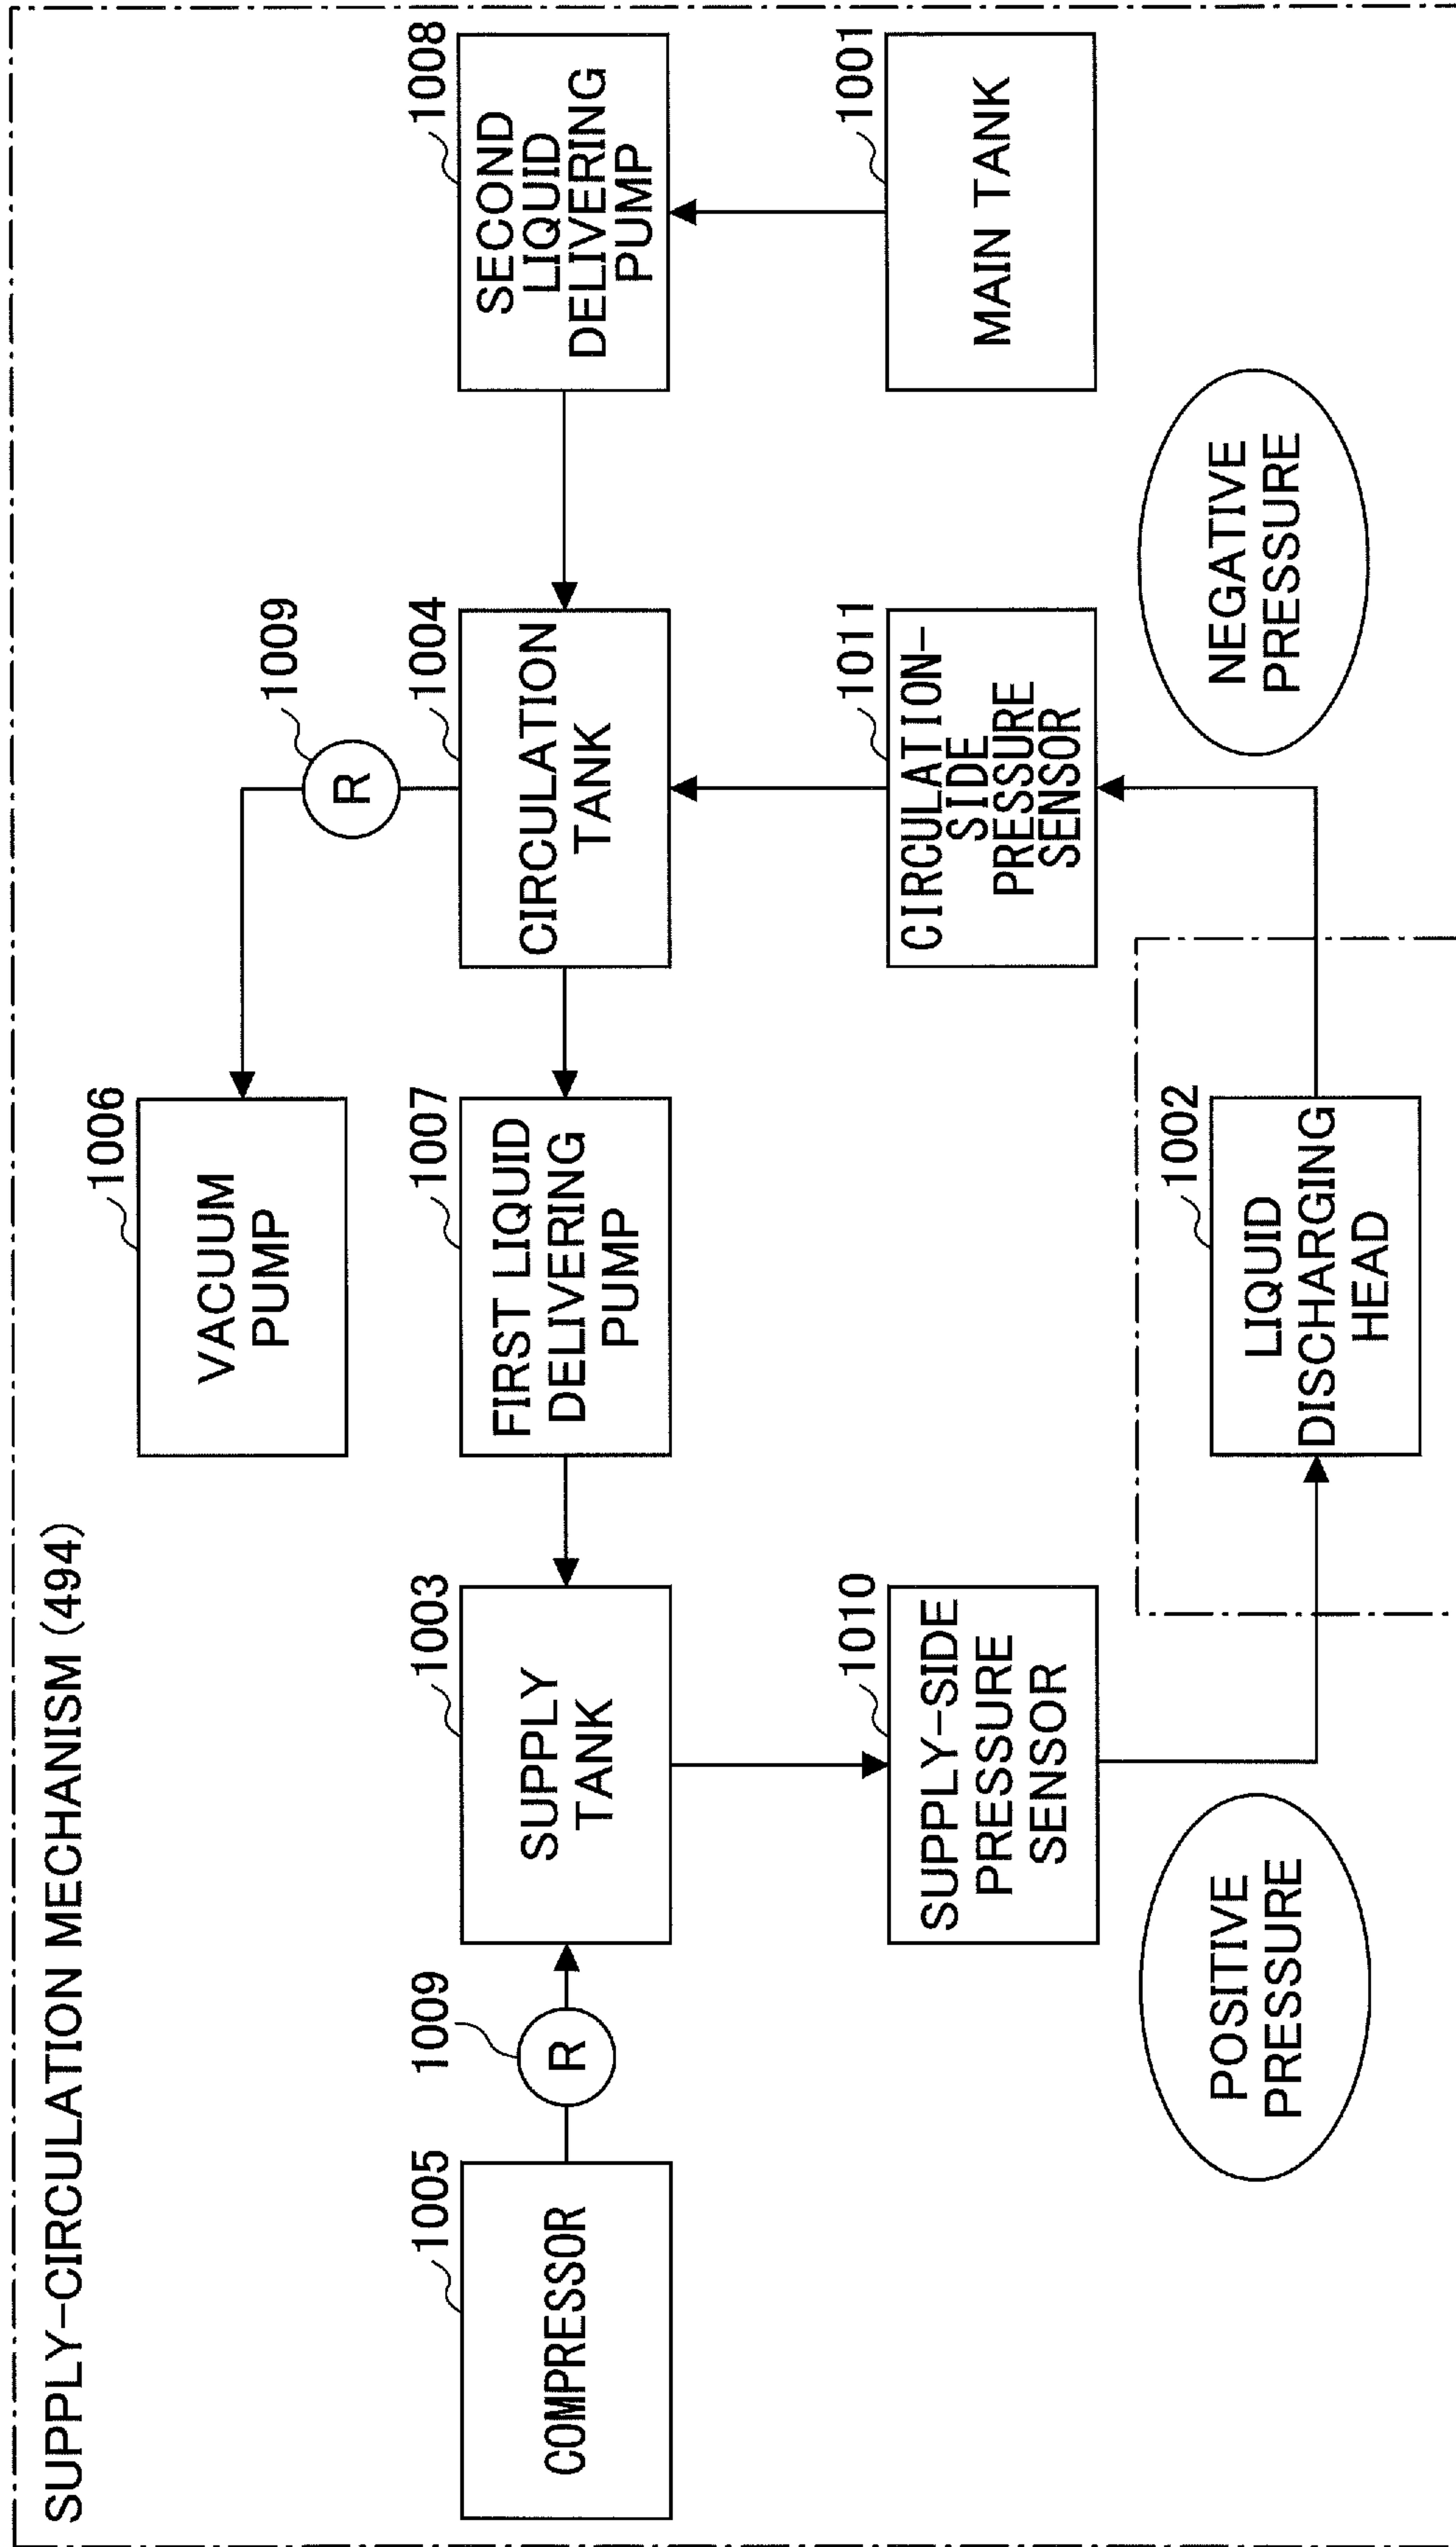 SUPPLY-CIRCULATION MECHANISM (494)
1006
VACUUM
PUMP
1009
R
1005
COMPRESSOR
1009
R
1003
SUPPLY
TANK
1007
FIRST LIQUID
DELIVERING
PUMP
1004
CIRCULATION
TANK
1008
SECOND
LIQUID
DELIVERING
PUMP
1010
SUPPLY-SIDE
PRESSURE
SENSOR
1011
CIRCULATION-
SIDE
PRESSURE
SENSOR
1001
MAIN TANK
POSITIVE
PRESSURE
1002
LIQUID
DISCHARGING
HEAD
NEGATIVE
PRESSURE